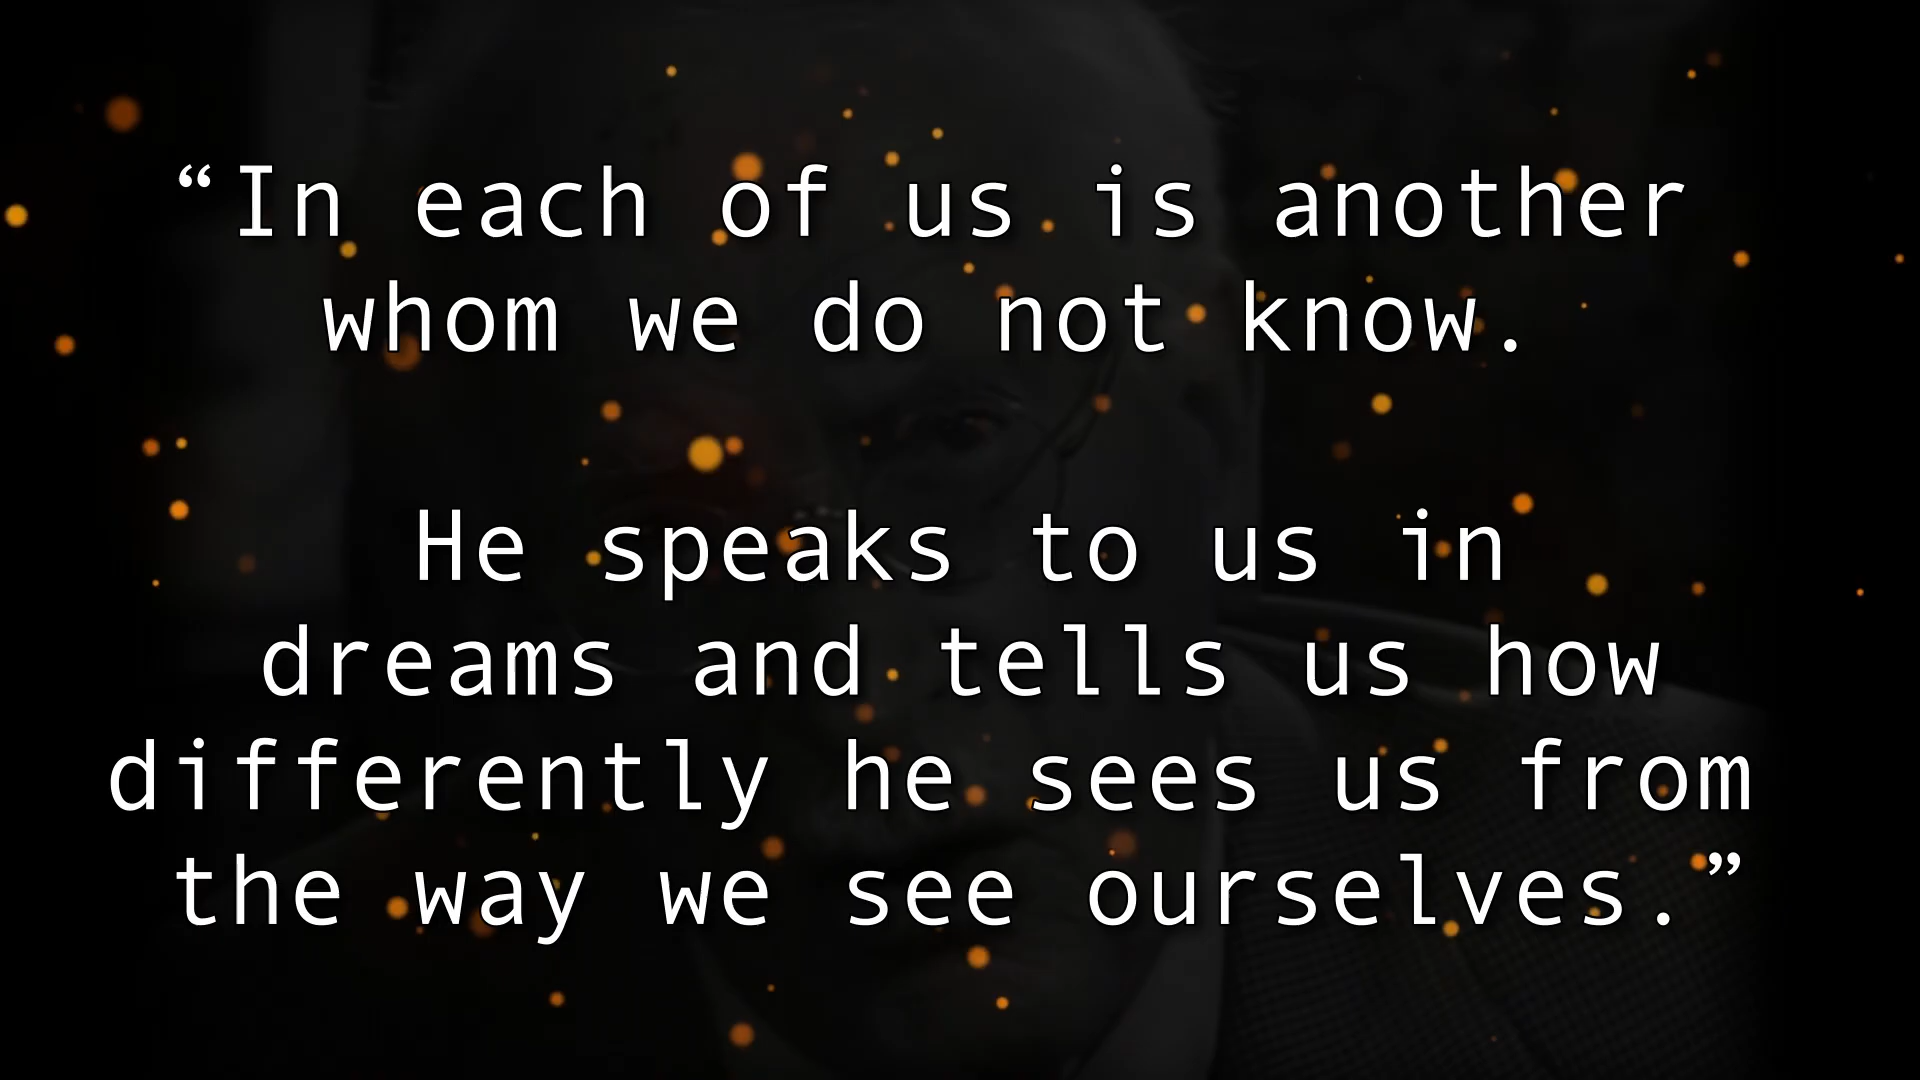 “In each of us is another
whom we do not know.
He speaks to us in
dreams and tells us how
differently he sees us from
the way we see ourselves.”